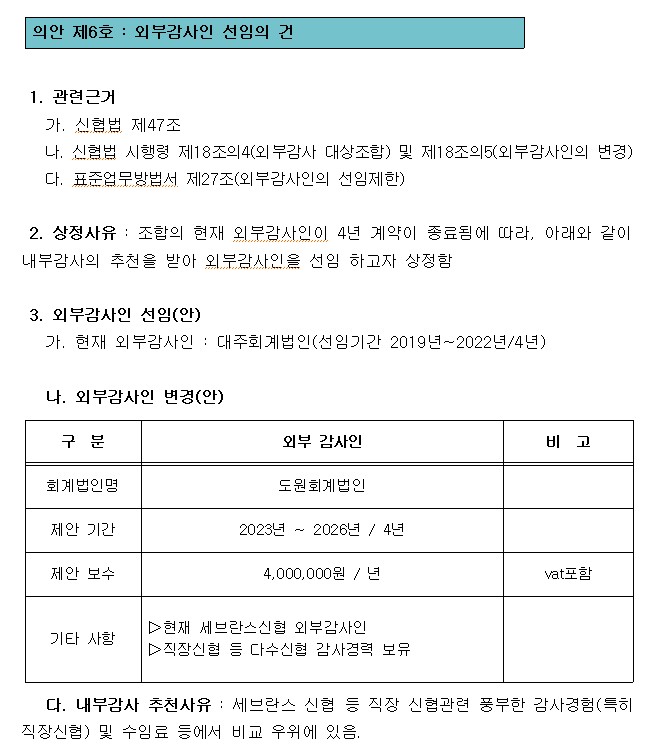 의안 제6호 : 외부감사인 선임의 건
1. 관련근거
가. 신협법 제47조
나. 신협법 시행령 제18조의4(외부감사 대상조합) 및 제18조의5(외부감사인의 변경)
다. 표준업무방법서 제27조(외부감사인의 선임제한)
2. 상정사유 : 조합의 현재 외부감사인이 4년 계약이 종료됨에 따라, 아래와 같이
내부감사의 추천을 받아 외부감사인을 선임 하고자 상정함
3. 외부감사인 선임(안)
가. 현재 외부감사인 : 대주회계법인(선임기간 2019년~2022년/4년)
나. 외부감사인 변경(안)
구 분 외부 감사인 비 고
회계법인명 도원회계법인
제안 기간 2023년 ~ 2026년 / 4년
제안 보수 4,000,000원 / 년 vat포함
기타 사항 ▷현재 세브란스신협 외부감사인
▷직장신협 등 다수신협 감사경력 보유
다. 내부감사 추천사유 : 세브란스 신협 등 직장 신협관련 풍부한 감사경험(특히
직장신협) 및 수임료 등에서 비교 우위에 있음.